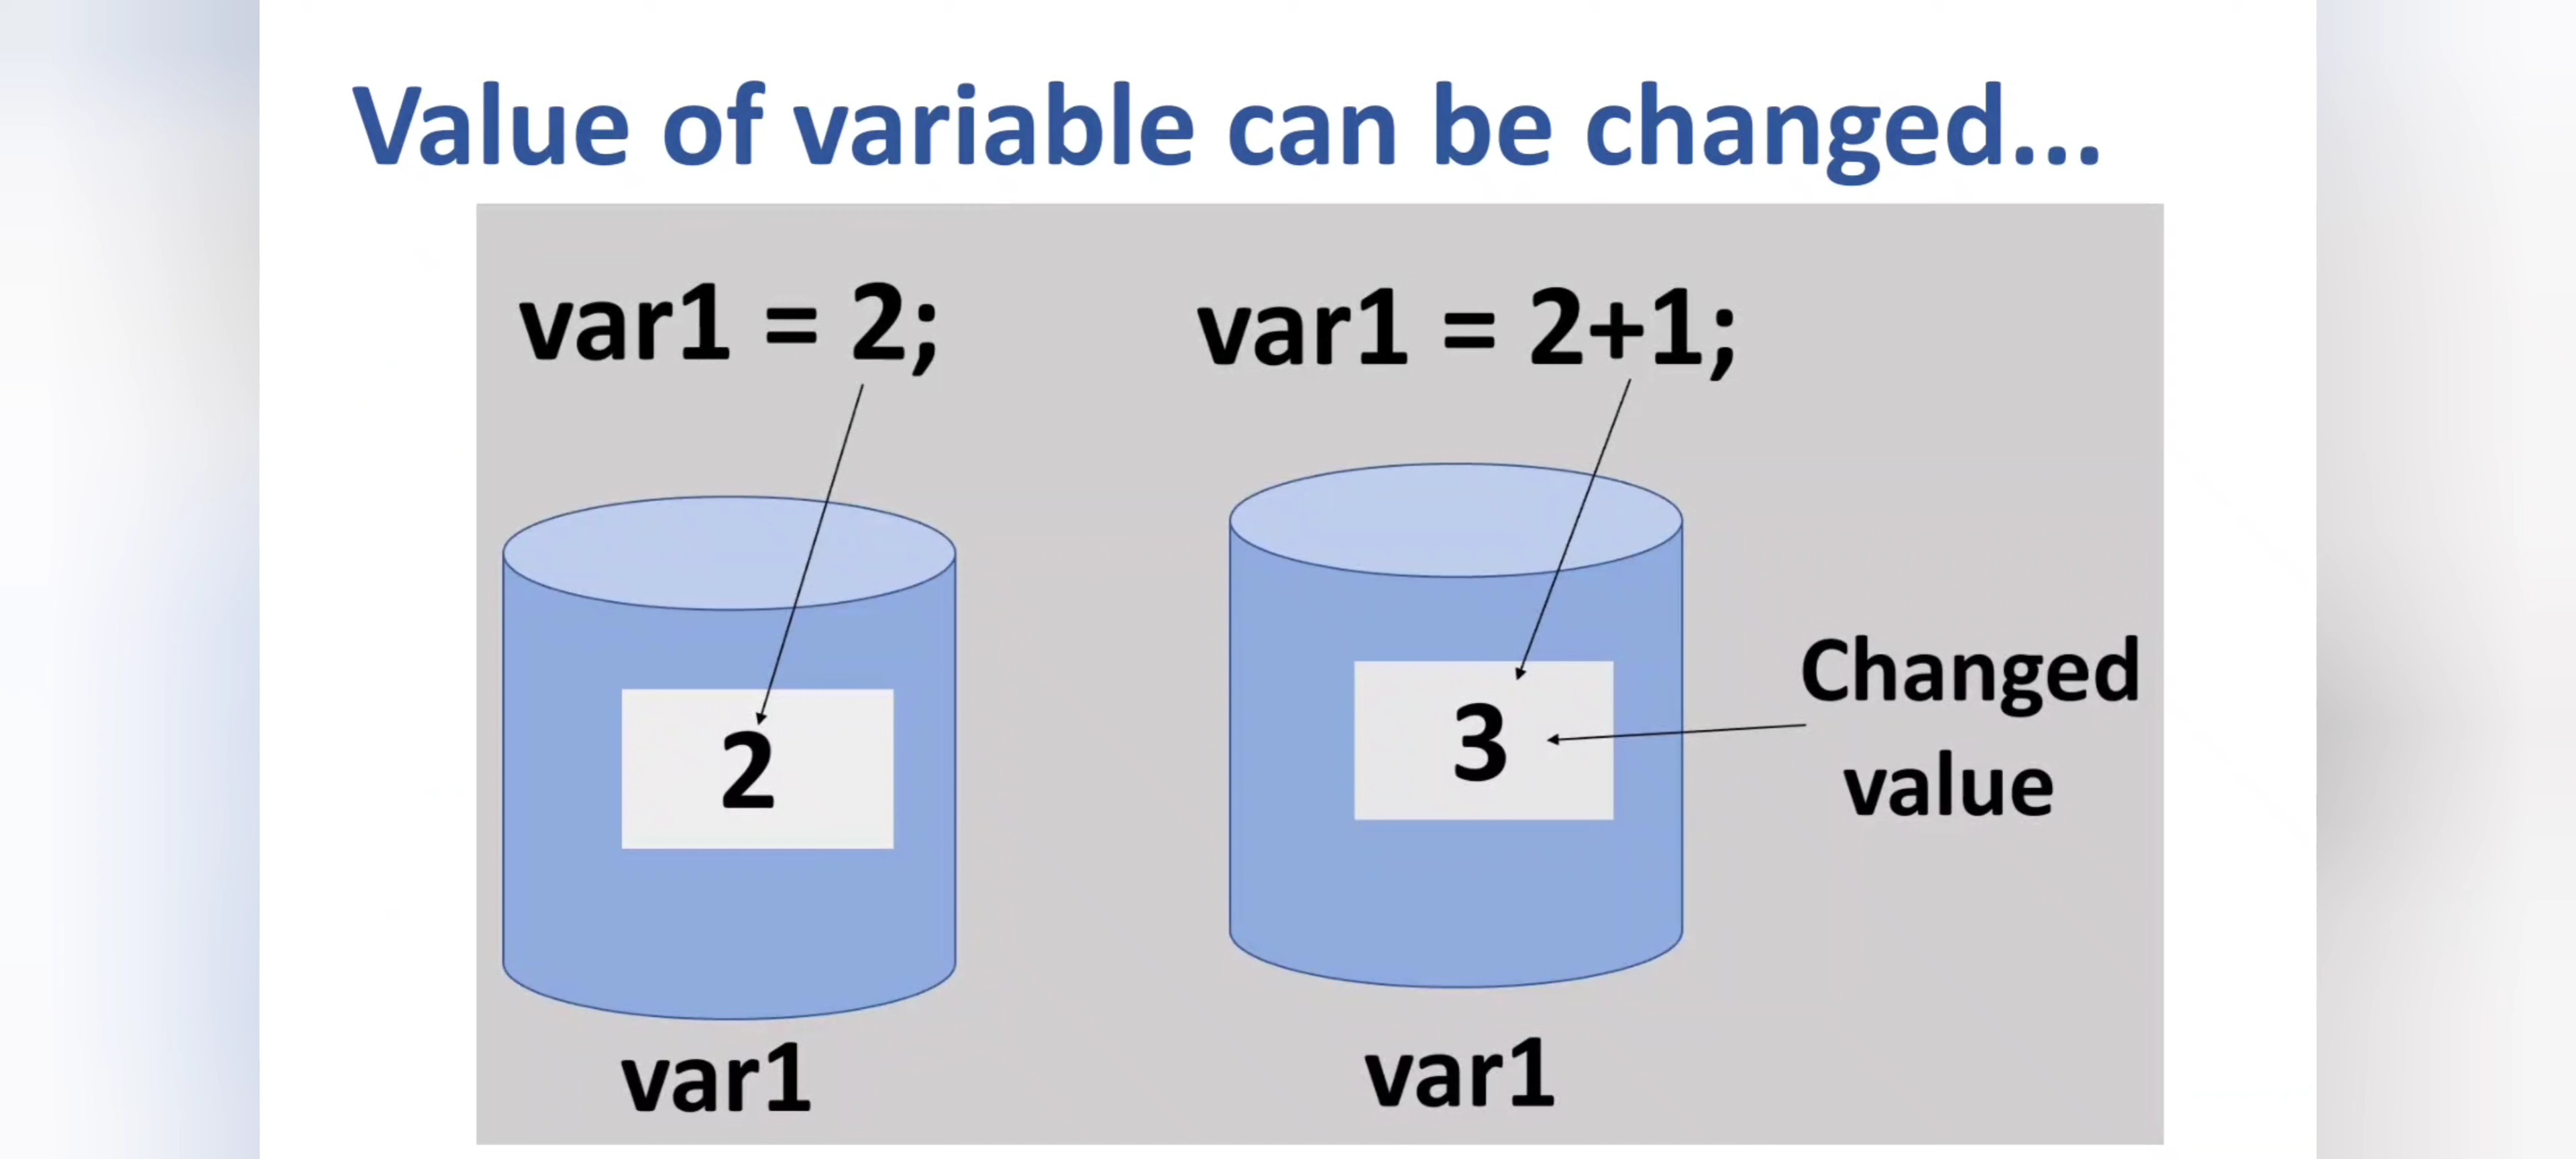 Value of variable can be changed...
var1 = 2;
var1 = 2+1;
2
3
Changed
value
var1
var1